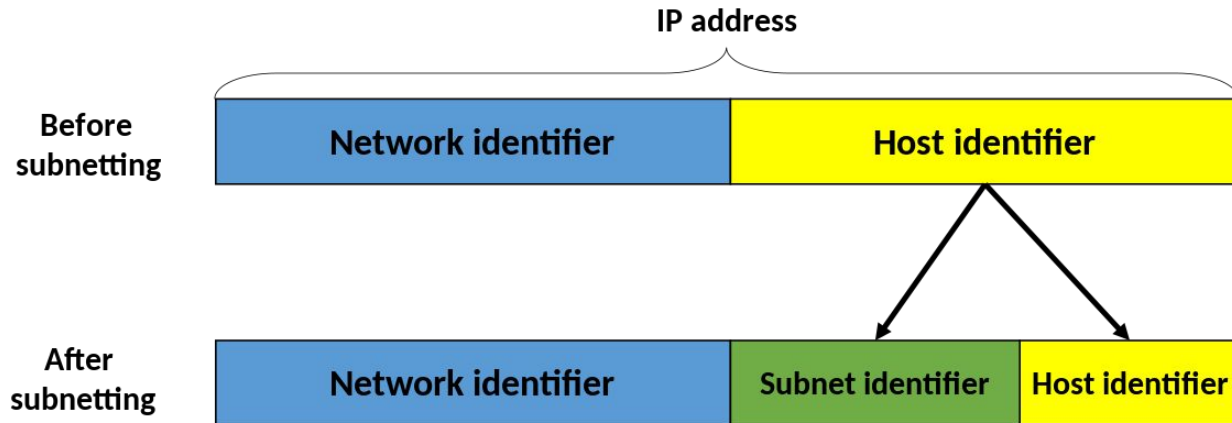 IP address
Before
subnetting
Network identifier
Host identifier
After
subnetting
Network identifier
Subnet identifier
Host identifier